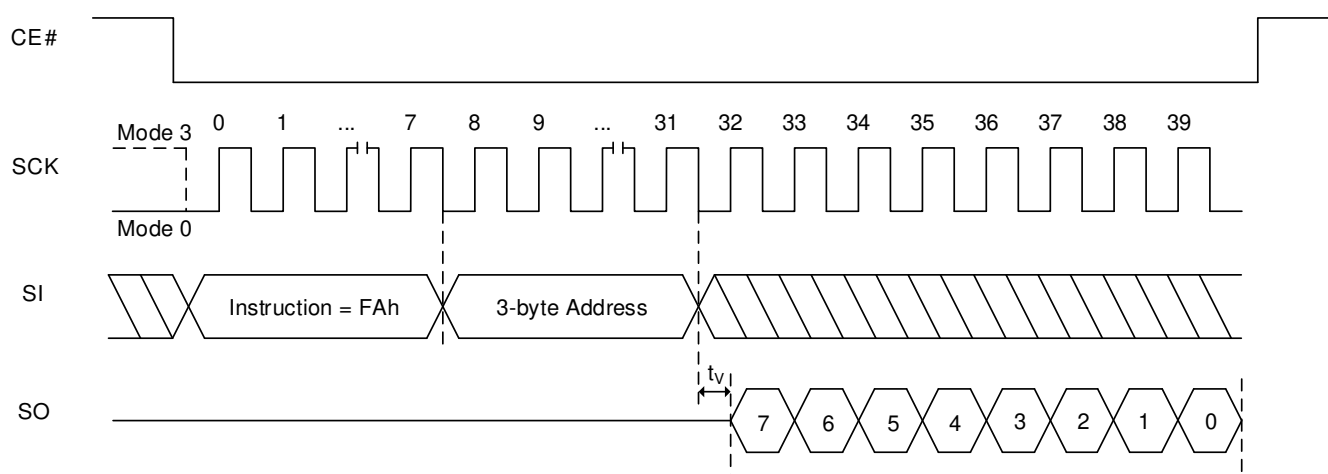 CE#
Mode 3 0 1 ... 7 8 9 ... 31 32 33 34 35 36 37 38 39
SCK
Mode 0
SI Instruction = FAh 3-byte Address
tV
SO 7 6 5 4 3 2 1 0